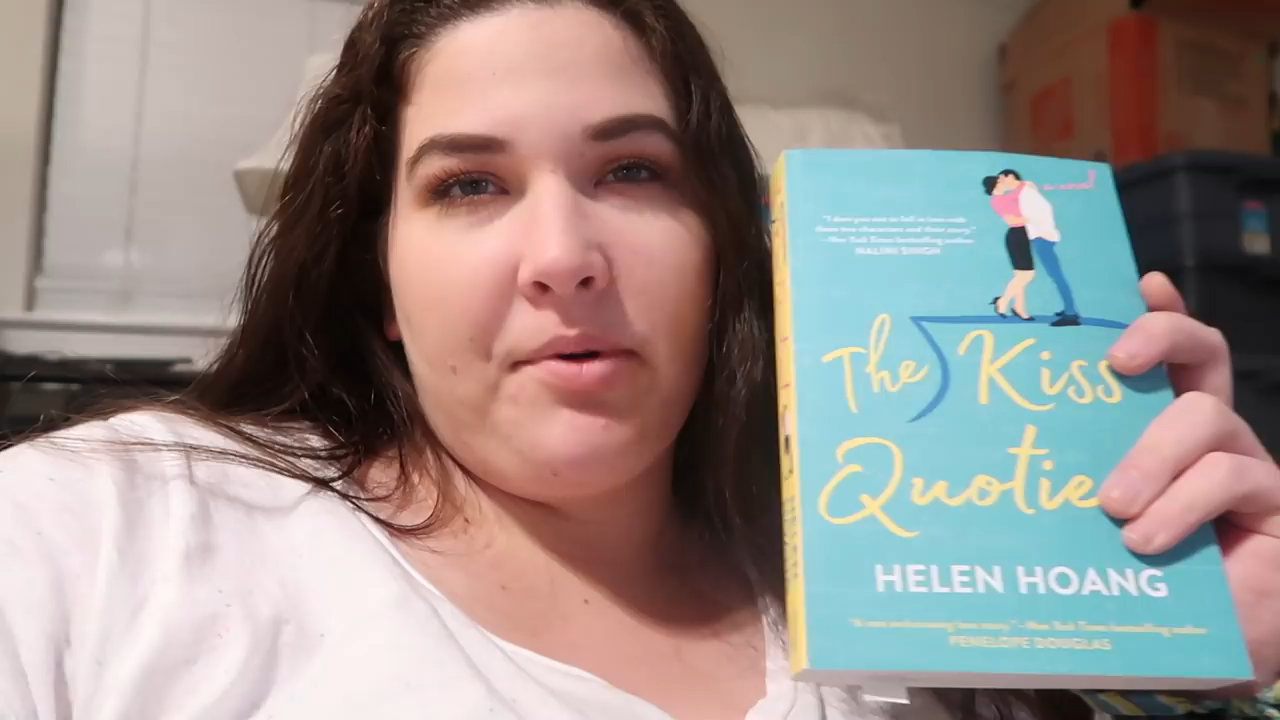 a novel
"I dare you not to fall in love with
these two characters and their story."
—New York Times bestselling author
NALINI SINGH
The Kiss
Quotie
HELEN HOANG
New York Times bestselling author
PENELOPE DOUGLAS